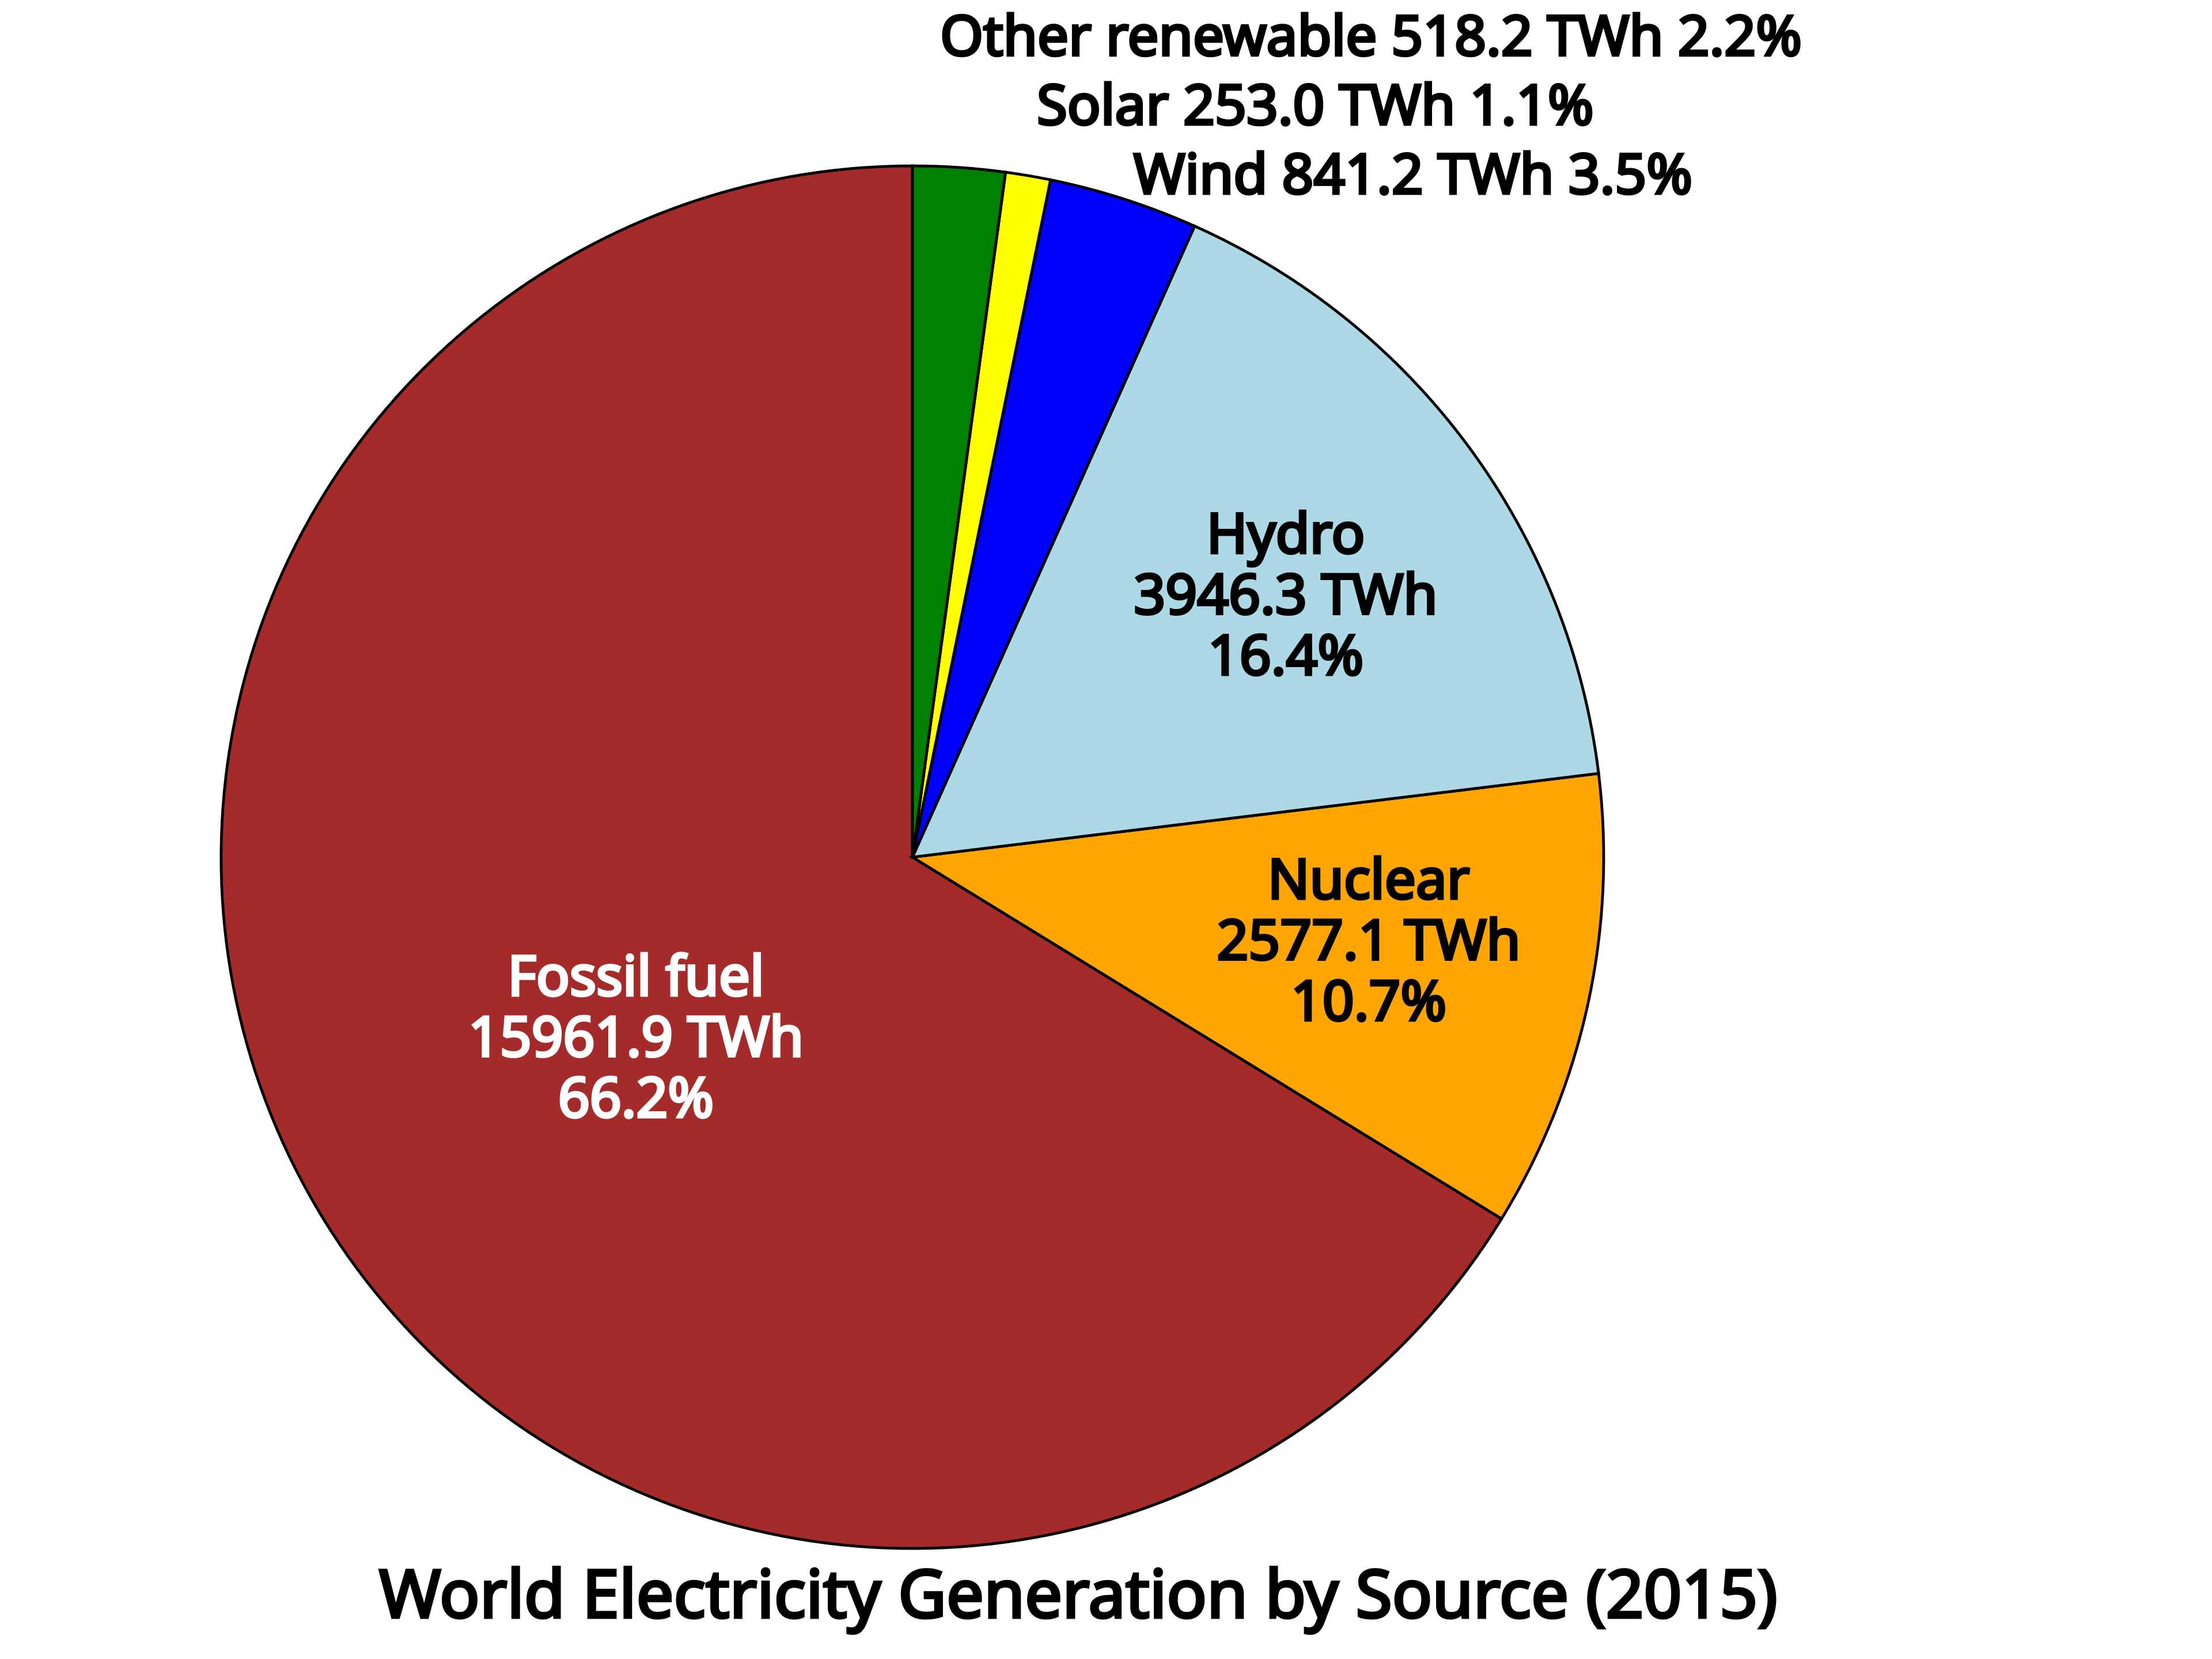 Other renewable 518.2 TWh 2.2%
Solar 253.0 TWh 1.1%
Wind 841.2 TWh 3.5%
Hydro
3946.3 TWh
16.4%
Nuclear
2577.1 TWh
10.7%
Fossil fuel
15961.9 TWh
66.2%
World Electricity Generation by Source (2015)